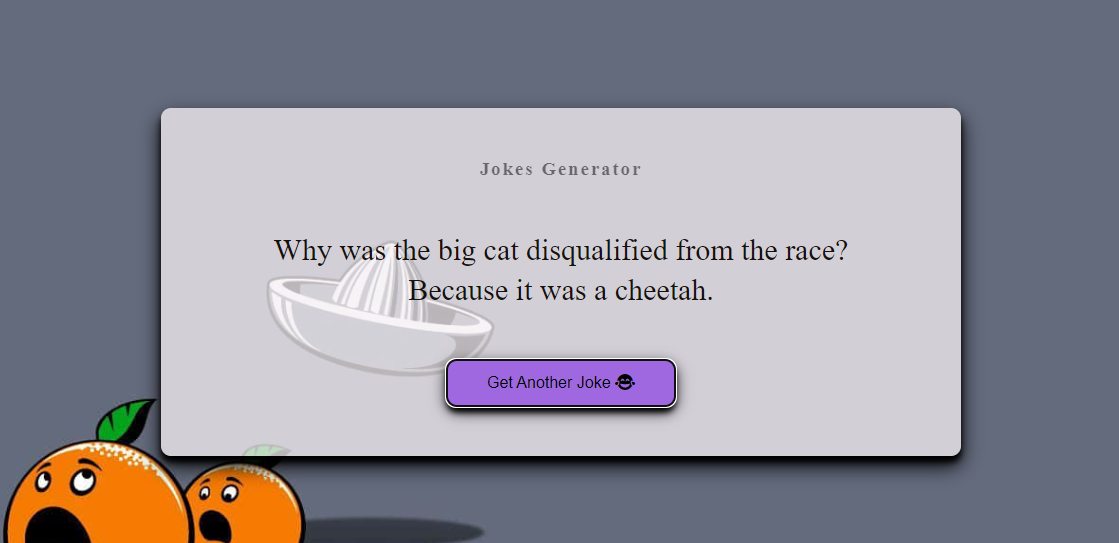 Jokes Generator
Why was the big cat disqualified from the race?
Because it was a cheetah.
Get Another Joke 😂